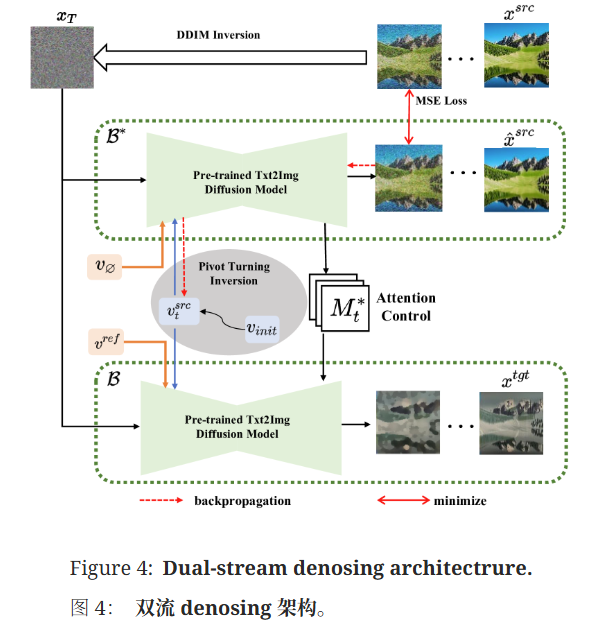 x_T
DDIM Inversion
x^{src}
MSE Loss
B*
x̂^{src}
Pre-trained Txt2Img
Diffusion Model
v_∅
Pivot Turning
Inversion
v_t^{src}
v_{init}
M_t^*
Attention
Control
v^{ref}
B
x^{tgt}
Pre-trained Txt2Img
Diffusion Model
backpropagation
minimize
Figure 4: Dual-stream denosing architectrure.
图 4： 双流 denosing 架构。